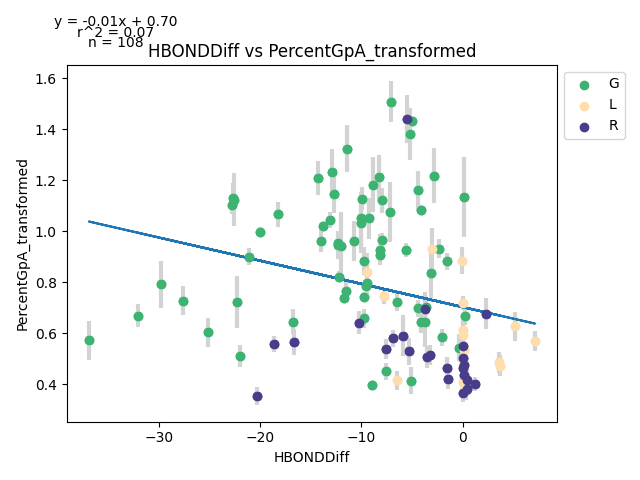 y = -0.01x + 0.70
r^2 = 0.07
n = 108
HBONDDiff vs PercentGpA_transformed
G
L
R
1.6
1.4
1.2
1.0
0.8
0.6
0.4
PercentGpA_transformed
−30
−20
−10
0
HBONDDiff